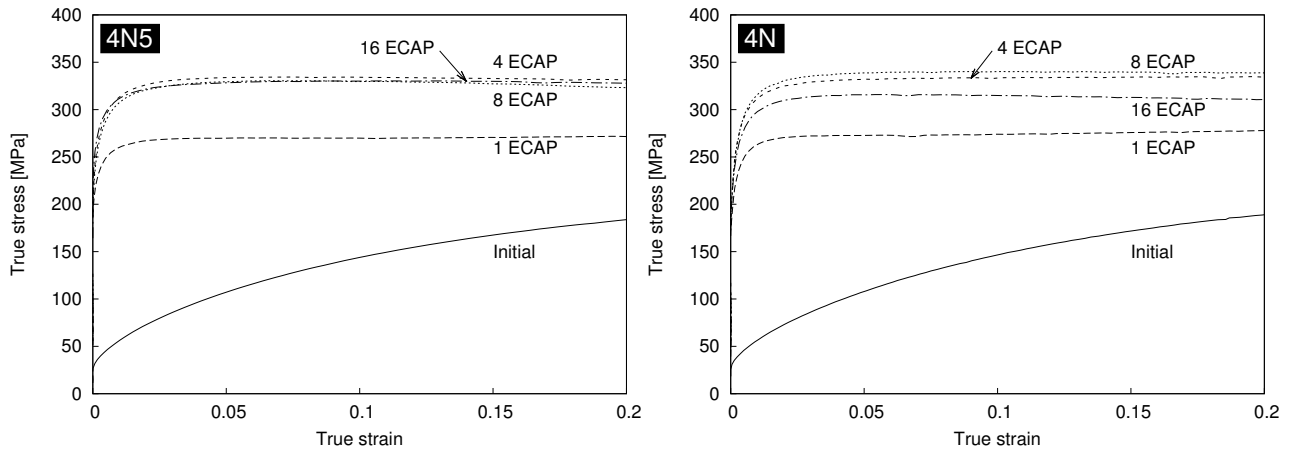 4N5
True stress [MPa]
400
350
300
250
200
150
100
50
0
16 ECAP
4 ECAP
8 ECAP
1 ECAP
Initial
0 0.05 0.1 0.15 0.2
True strain
4N
True stress [MPa]
400
350
300
250
200
150
100
50
0
4 ECAP
8 ECAP
16 ECAP
1 ECAP
Initial
0 0.05 0.1 0.15 0.2
True strain